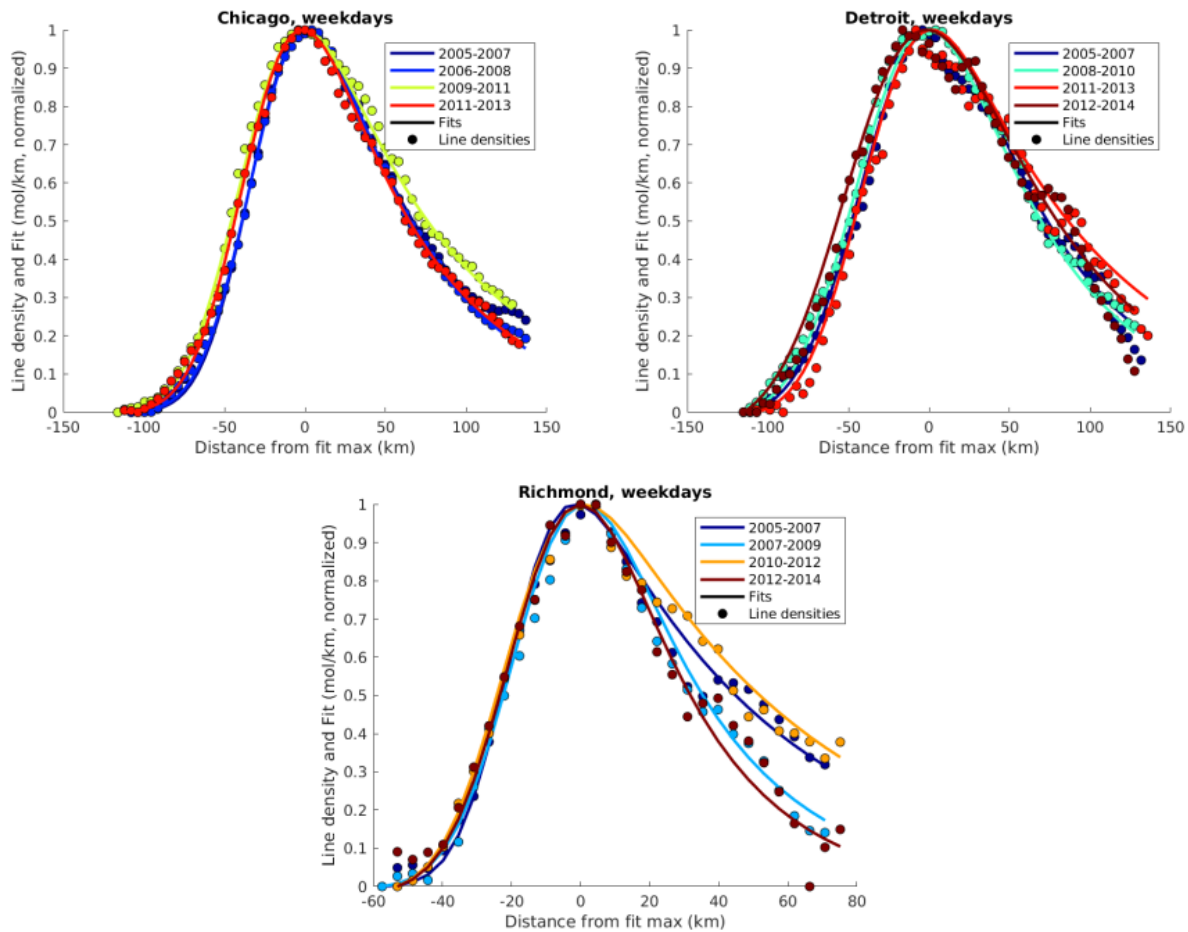 Chicago, weekdays
Line density and Fit (mol/km, normalized)
1
0.9
0.8
0.7
0.6
0.5
0.4
0.3
0.2
0.1
0
2005-2007
2006-2008
2009-2011
2011-2013
Fits
Line densities
-150 -100 -50 0 50 100 150
Distance from fit max (km)
Detroit, weekdays
Line density and Fit (mol/km, normalized)
1
0.9
0.8
0.7
0.6
0.5
0.4
0.3
0.2
0.1
0
2005-2007
2008-2010
2011-2013
2012-2014
Fits
Line densities
-150 -100 -50 0 50 100 150
Distance from fit max (km)
Richmond, weekdays
Line density and Fit (mol/km, normalized)
1
0.9
0.8
0.7
0.6
0.5
0.4
0.3
0.2
0.1
0
2005-2007
2007-2009
2010-2012
2012-2014
Fits
Line densities
-60 -40 -20 0 20 40 60 80
Distance from fit max (km)